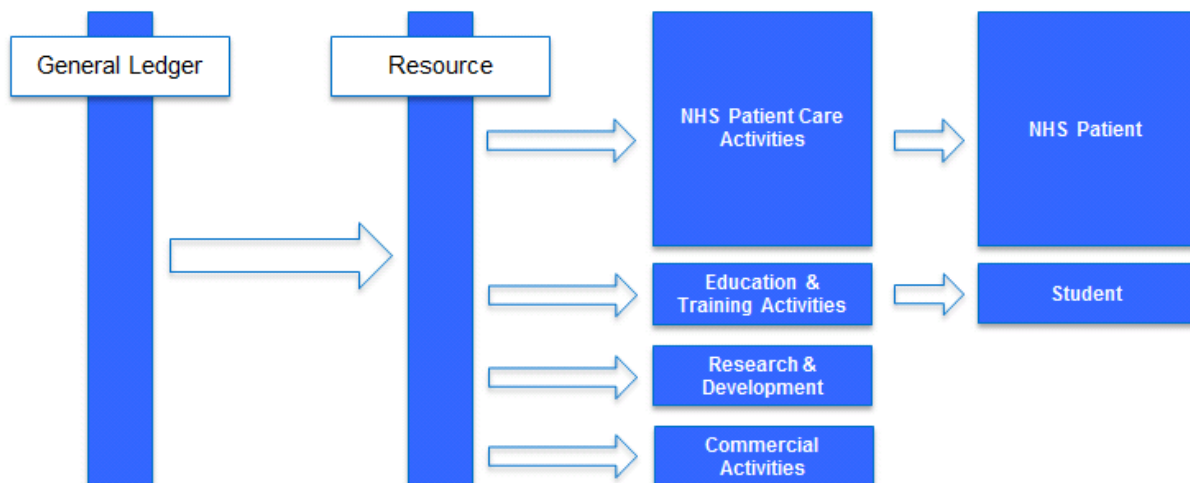 General Ledger
Resource
NHS Patient Care
Activities
NHS Patient
Education &
Training Activities
Student
Research &
Development
Commercial
Activities